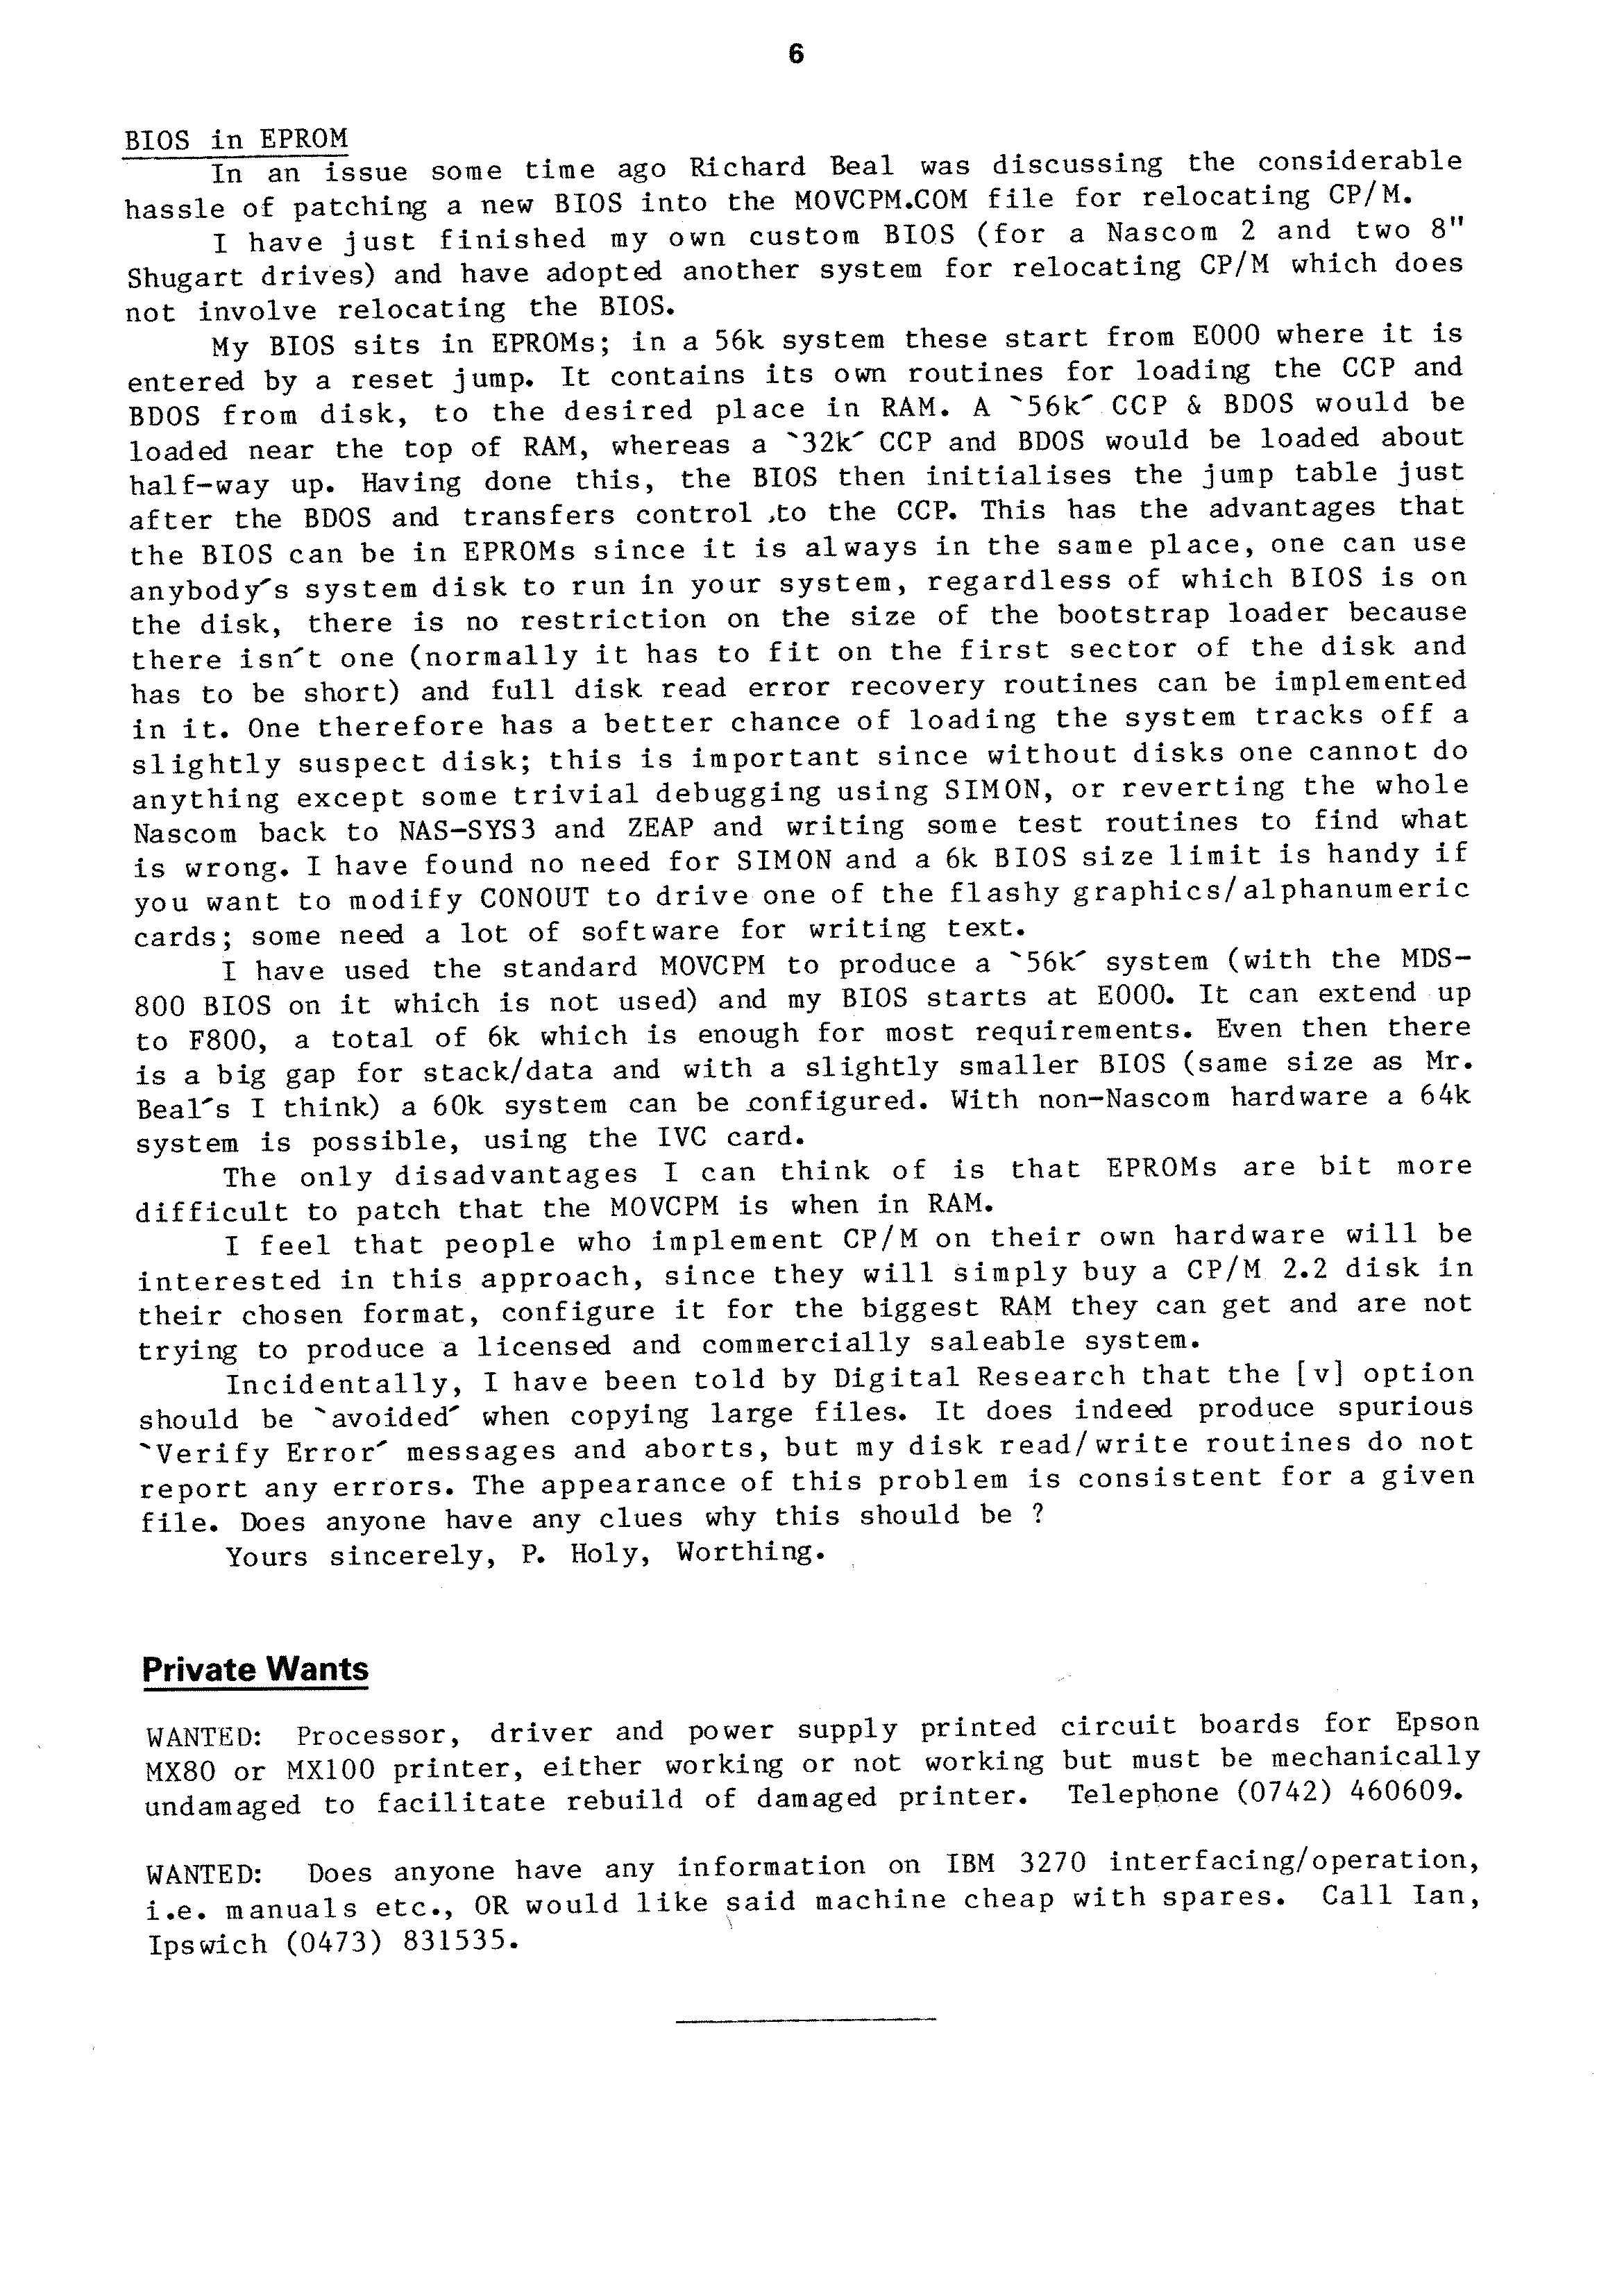 6
BIOS in EPROM
In an issue some time ago Richard Beal was discussing the considerable
hassle of patching a new BIOS into the MOVCPM.COM file for relocating CP/M.
I have just finished my own custom BIOS (for a Nascom 2 and two 8"
Shugart drives) and have adopted another system for relocating CP/M which does
not involve relocating the BIOS.
My BIOS sits in EPROMs; in a 56k system these start from E000 where it is
entered by a reset jump. It contains its own routines for loading the CCP and
BDOS from disk, to the desired place in RAM. A `56k´ CCP & BDOS would be
loaded near the top of RAM, whereas a `32k´ CCP and BDOS would be loaded about
half-way up. Having done this, the BIOS then initialises the jump table just
after the BDOS and transfers control ,to the CCP. This has the advantages that
the BIOS can be in EPROMs since it is always in the same place, one can use
anybody´s system disk to run in your system, regardless of which BIOS is on
the disk, there is no restriction on the size of the bootstrap loader because
there isn´t one (normally it has to fit on the first sector of the disk and
has to be short) and full disk read error recovery routines can be implemented
in it. One therefore has a better chance of loading the system tracks off a
slightly suspect disk; this is important since without disks one cannot do
anything except some trivial debugging using SIMON, or reverting the whole
Nascom back to NAS-SYS3 and ZEAP and writing some test routines to find what
is wrong. I have found no need for SIMON and a 6k BIOS size limit is handy if
you want to modify CONOUT to drive one of the flashy graphics/alphanumeric
cards; some need a lot of software for writing text.
I have used the standard MOVCPM to produce a `56k´ system (with the MDS-
800 BIOS on it which is not used) and my BIOS starts at E000. It can extend up
to F800, a total of 6k which is enough for most requirements. Even then there
is a big gap for stack/data and with a slightly smaller BIOS (same size as Mr.
Beal´s I think) a 60k system can be configured. With non-Nascom hardware a 64k
system is possible, using the IVC card.
The only disadvantages I can think of is that EPROMs are bit more
difficult to patch that the MOVCPM is when in RAM.
I feel that people who implement CP/M on their own hardware will be
interested in this approach, since they will simply buy a CP/M 2.2 disk in
their chosen format, configure it for the biggest RAM they can get and are not
trying to produce a licensed and commercially saleable system.
Incidentally, I have been told by Digital Research that the [v] option
should be `avoided´ when copying large files. It does indeed produce spurious
`Verify Error´ messages and aborts, but my disk read/write routines do not
report any errors. The appearance of this problem is consistent for a given
file. Does anyone have any clues why this should be ?
Yours sincerely, P. Holy, Worthing.
Private Wants
WANTED: Processor, driver and power supply printed circuit boards for Epson
MX80 or MX100 printer, either working or not working but must be mechanically
undamaged to facilitate rebuild of damaged printer. Telephone (0742) 460609.
WANTED: Does anyone have any information on IBM 3270 interfacing/operation,
i.e. manuals etc., OR would like said machine cheap with spares. Call Ian,
Ipswich (0473) 831535.